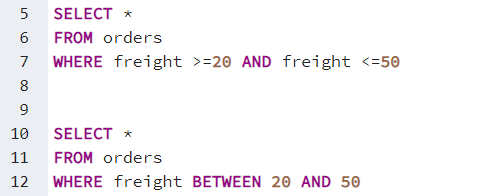 5 SELECT *
6 FROM orders
7 WHERE freight >=20 AND freight <=50
8
9
10 SELECT *
11 FROM orders
12 WHERE freight BETWEEN 20 AND 50